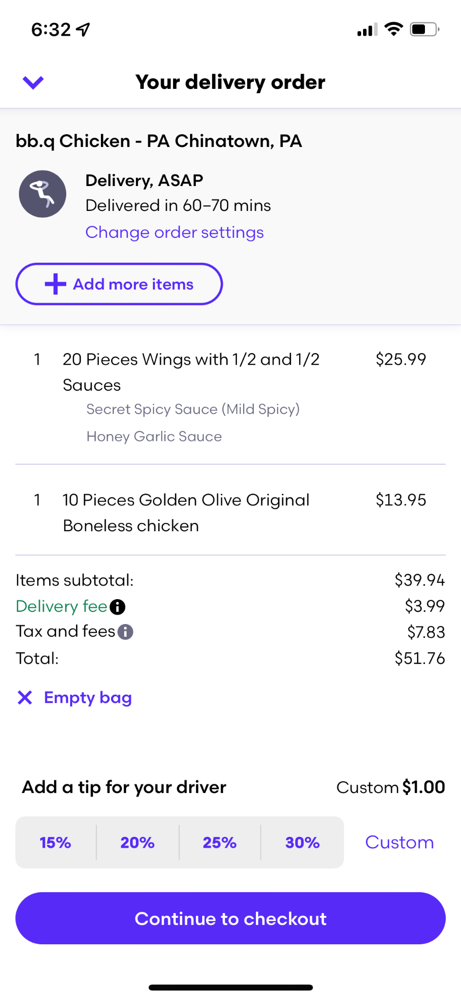 6:32
Your delivery order
bb.q Chicken - PA Chinatown, PA
Delivery, ASAP
Delivered in 60–70 mins
Change order settings
Add more items
1 20 Pieces Wings with 1/2 and 1/2 $25.99
Sauces
Secret Spicy Sauce (Mild Spicy)
Honey Garlic Sauce
1 10 Pieces Golden Olive Original $13.95
Boneless chicken
Items subtotal: $39.94
Delivery fee $3.99
Tax and fees $7.83
Total: $51.76
Empty bag
Add a tip for your driver Custom $1.00
15% 20% 25% 30% Custom
Continue to checkout